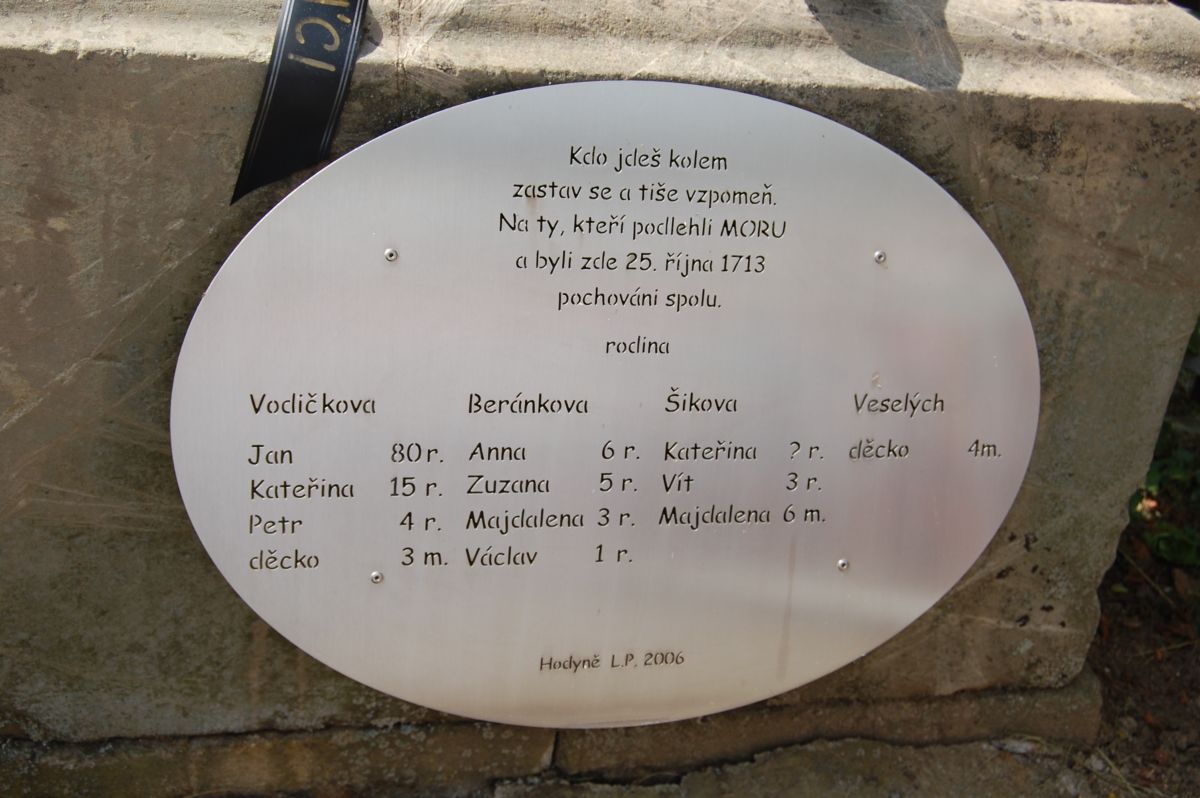 Kdo jdeš kolem
zastav se a tiše vzpomeň.
Na ty, kteří podlehli MORU
a byli zde 25. října 1713
pochováni spolu.
rodina
Vodičkova Beránkova Šikova Veselých
Jan 80 r. Anna 6 r. Kateřina ? r. děcko 4m.
Kateřina 15 r. Zuzana 5 r. Vít 3 r.
Petr 4 r. Majdalena 3 r. Majdalena 6 m.
děcko 3 m. Václav 1 r.
Hodyně L.P. 2006